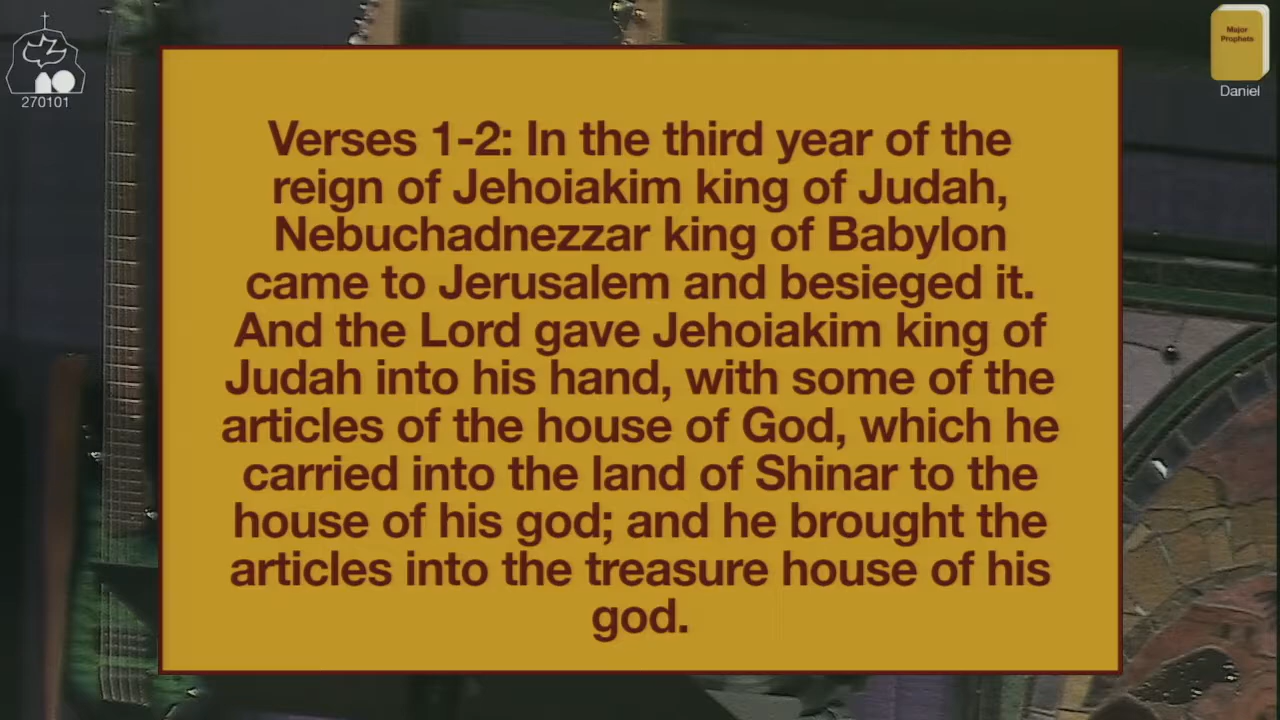 270101
Major
Prophets
Daniel
Verses 1-2: In the third year of the
reign of Jehoiakim king of Judah,
Nebuchadnezzar king of Babylon
came to Jerusalem and besieged it.
And the Lord gave Jehoiakim king of
Judah into his hand, with some of the
articles of the house of God, which he
carried into the land of Shinar to the
house of his god; and he brought the
articles into the treasure house of his
god.